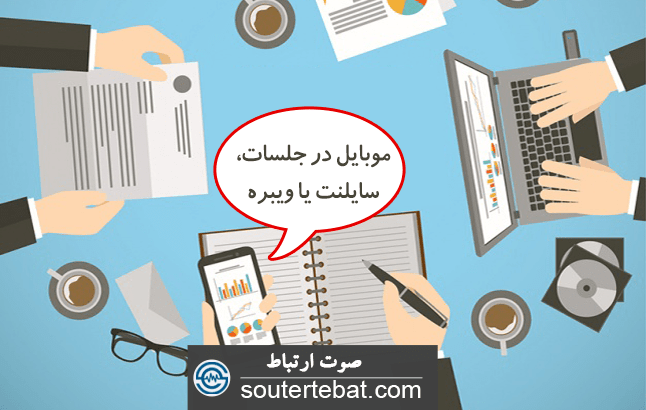 موبایل در جلسات،
سایلنت یا ویبره
صوت ارتباط
soutertebat.com